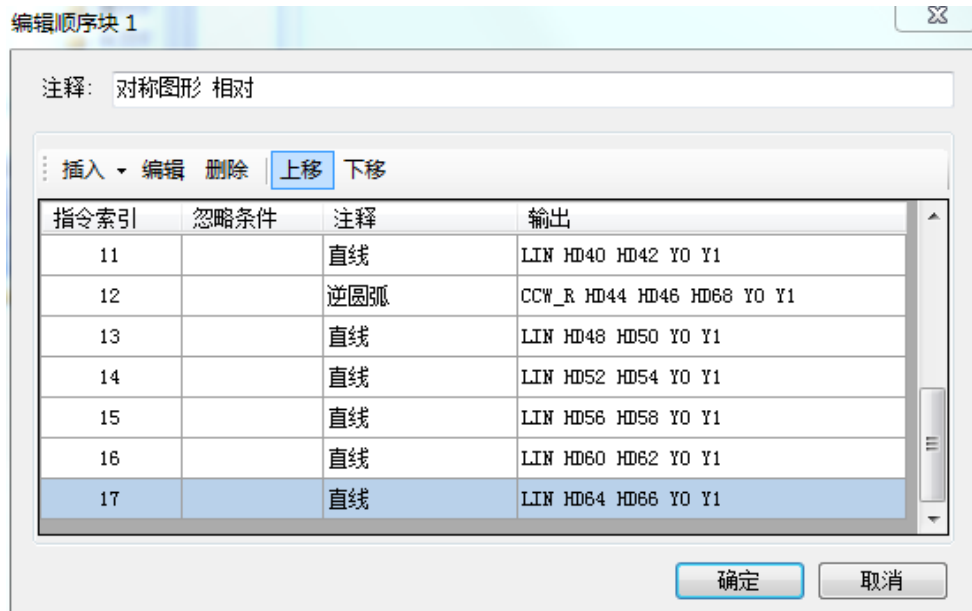 编辑顺序块 1
注释: 对称图形 相对
插入 编辑 删除 上移 下移
指令索引 忽略条件 注释 输出
11 直线 LIN HD40 HD42 Y0 Y1
12 逆圆弧 CCW_R HD44 HD46 HD68 Y0 Y1
13 直线 LIN HD48 HD50 Y0 Y1
14 直线 LIN HD52 HD54 Y0 Y1
15 直线 LIN HD56 HD58 Y0 Y1
16 直线 LIN HD60 HD62 Y0 Y1
17 直线 LIN HD64 HD66 Y0 Y1
确定 取消